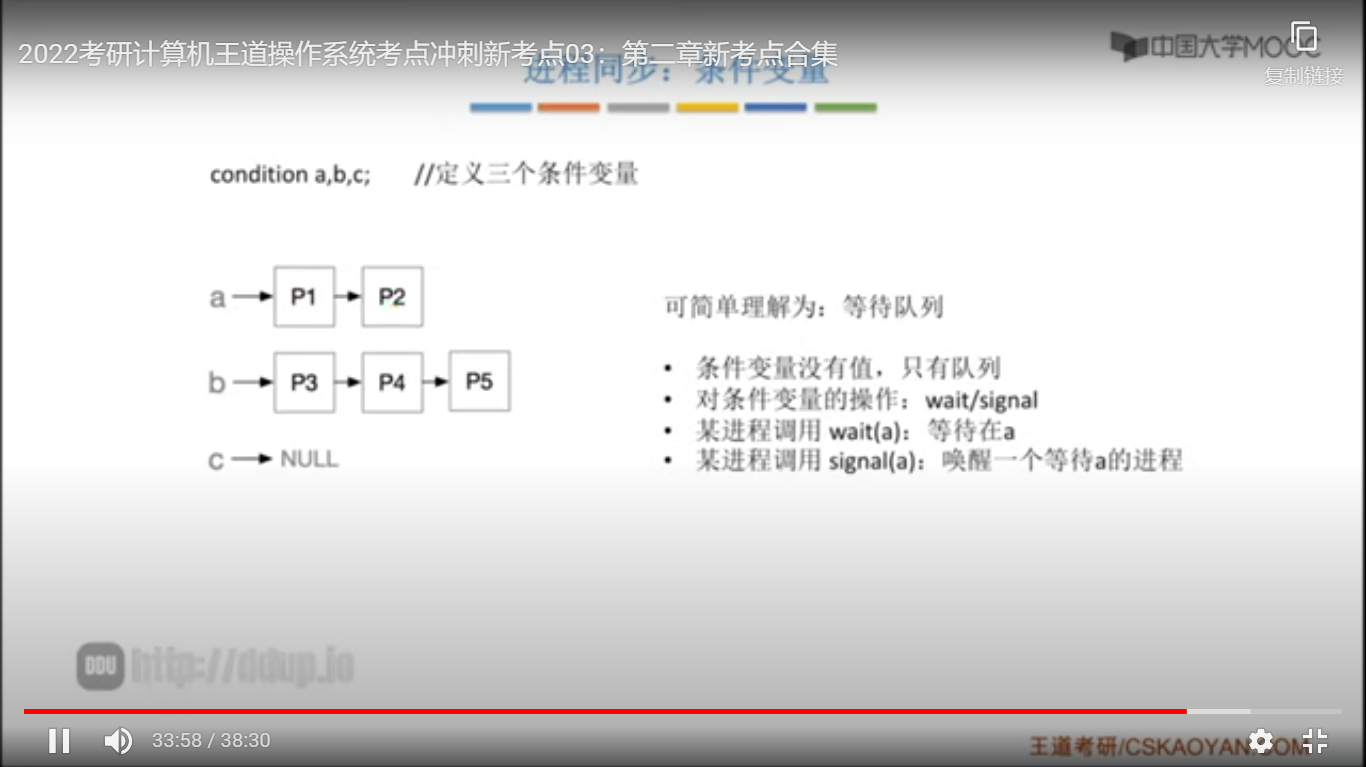 2022考研计算机王道操作系统考点冲刺新考点03：第二章新考点合集
中国大学MOOC
复制链接
进程同步：条件变量
condition a,b,c; //定义三个条件变量
a P1 P2
可简单理解为：等待队列
b P3 P4 P5
• 条件变量没有值，只有队列
• 对条件变量的操作：wait/signal
• 某进程调用 wait(a)：等待在a
c NULL
• 某进程调用 signal(a)：唤醒一个等待a的进程
DDU http://ddup.io
33:58 / 38:30
王道考研/CSKAOYAN.COM